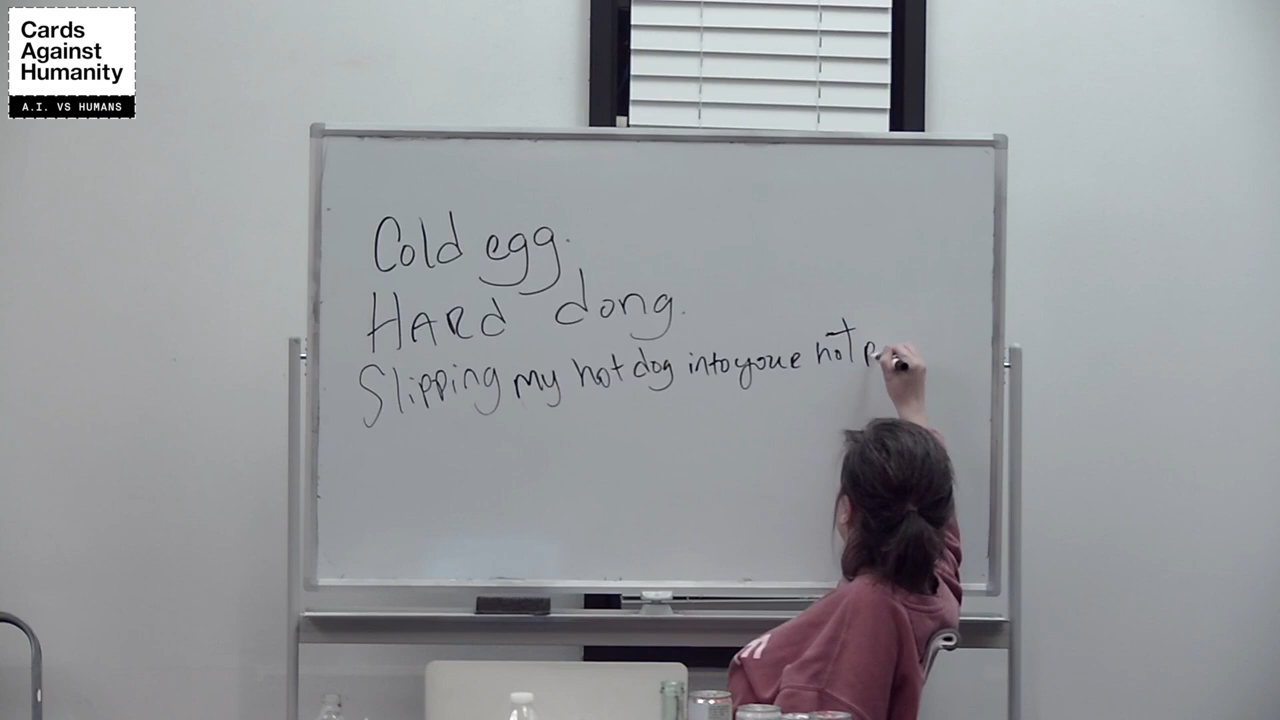 Cards
Against
Humanity
A.I. VS HUMANS
Cold egg.
HARD dong.
Slipping my hot dog into your hot